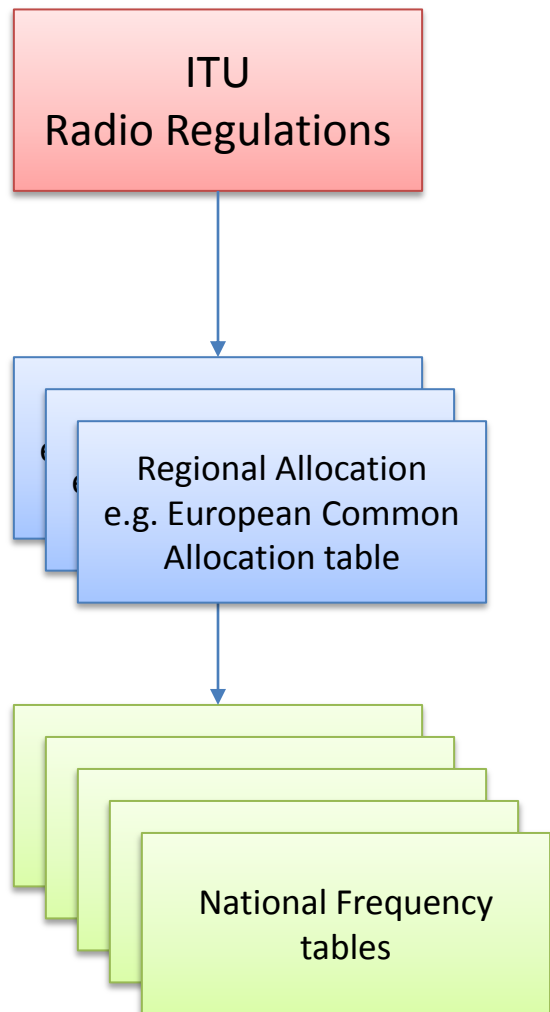 ITU
Radio Regulations
Regional Allocation
e.g. European Common
Allocation table
National Frequency
tables